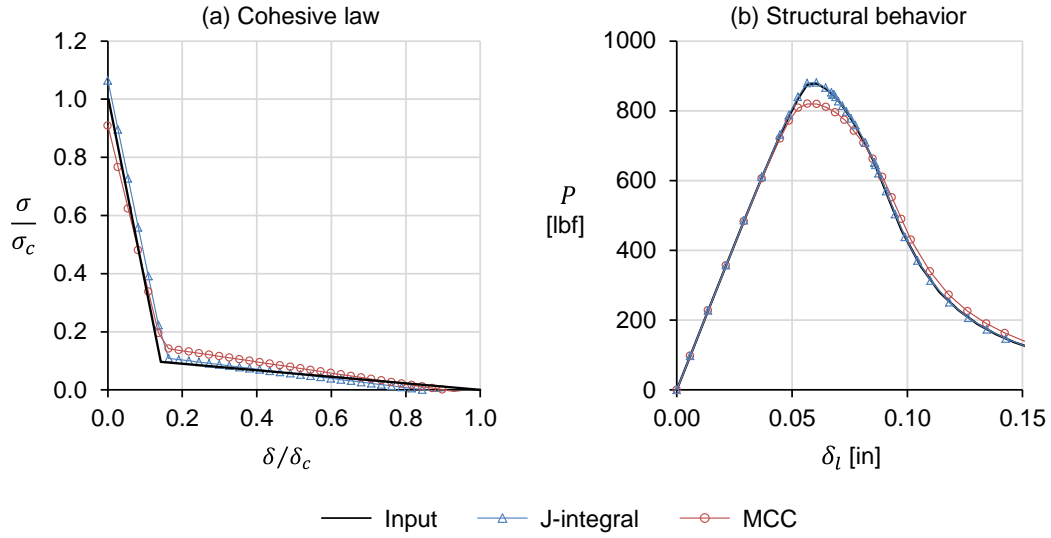 (a) Cohesive law
1.2
1.0
0.8
0.6
0.4
0.2
0.0
σ
σc
0.0 0.2 0.4 0.6 0.8 1.0
δ/δc
(b) Structural behavior
1000
800
600
400
200
0
P
[lbf]
0.00 0.05 0.10 0.15
δl [in]
Input J-integral MCC